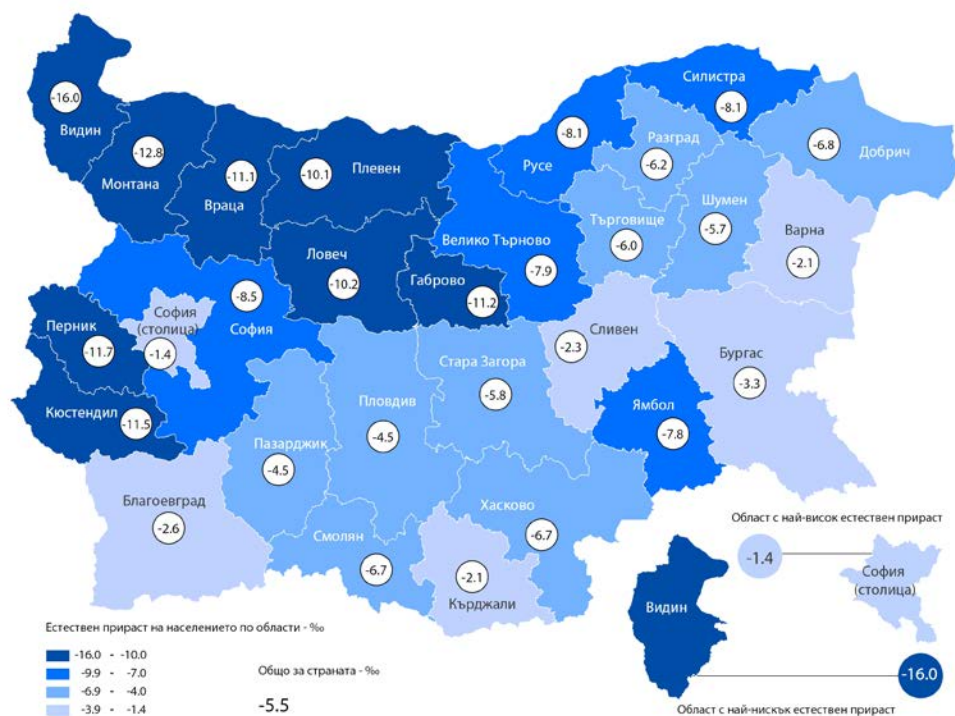 -16.0
Видин
-12.8
Монтана
-11.1
Враца
-10.1
Плевен
Ловеч
-10.2
Габрово
-11.2
Велико Търново
-7.9
Русе
-8.1
Силистра
-8.1
Разград
-6.2
Търговище
-6.0
Шумен
-5.7
Добрич
-6.8
Варна
-2.1
Бургас
-3.3
Сливен
-2.3
Ямбол
-7.8
Стара Загора
-5.8
Пловдив
-4.5
Пазарджик
-4.5
София
-8.5
София
(столица)
-1.4
Перник
-11.7
Кюстендил
-11.5
Благоевград
-2.6
Смолян
-6.7
Кърджали
-2.1
Хасково
-6.7
Област с най-висок естествен прираст
-1.4
София
(столица)
Видин
-16.0
Област с най-нискък естествен прираст
Естествен прираст на населението по области - ‰
-16.0 - -10.0
-9.9 - -7.0
-6.9 - -4.0
-3.9 - -1.4
Общо за страната - ‰
-5.5